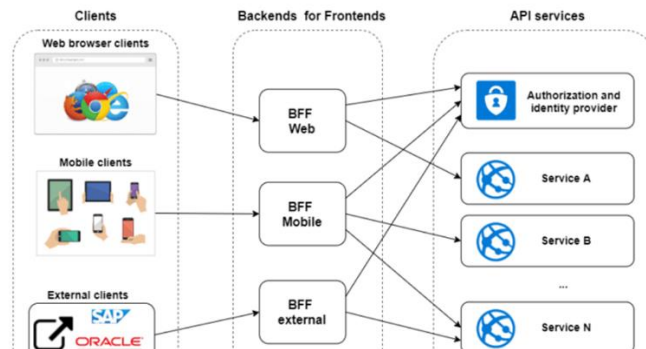 Clients
Backends for Frontends
API services
Web browser clients
BFF
Web
Authorization and
identity provider
Mobile clients
Service A
BFF
Mobile
Service B
...
External clients
SAP
ORACLE
BFF
external
Service N